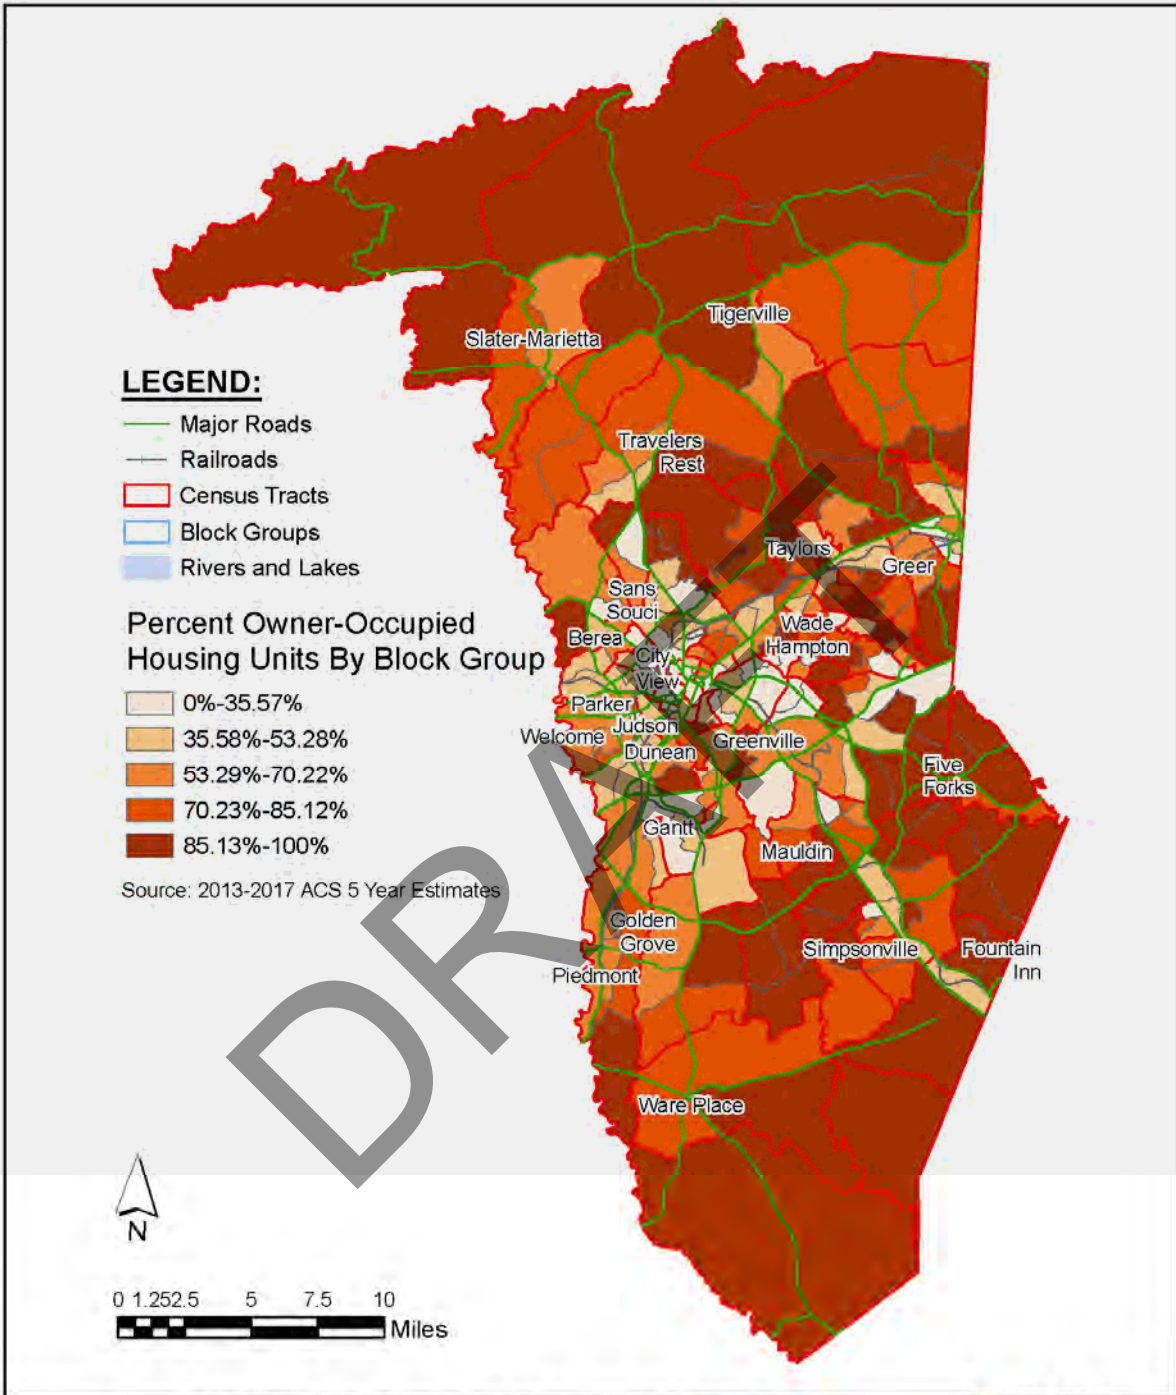 Slater-Marietta
Tigerville
LEGEND:
Major Roads
Railroads
Census Tracts
Block Groups
Rivers and Lakes
Percent Owner-Occupied
Housing Units By Block Group
0%-35.57%
35.58%-53.28%
53.29%-70.22%
70.23%-85.12%
85.13%-100%
Source: 2013-2017 ACS 5 Year Estimates
Travelers
Rest
Taylors
Greer
Sans
Souci
Berea
Wade
Hampton
City
View
Parker
Judson
Welcome
Dunean
Greenville
Five
Forks
Gantt
Mauldin
Golden
Grove
Simpsonville
Fountain
Inn
Piedmont
Ware Place
DRAFT
N
0 1.252.5 5 7.5 10
Miles